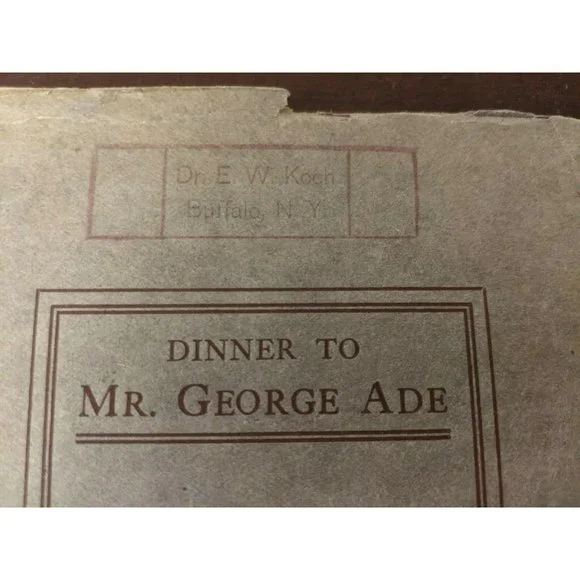 Dr. E. W. Koch
Buffalo, N. Y.
DINNER TO
MR. GEORGE ADE